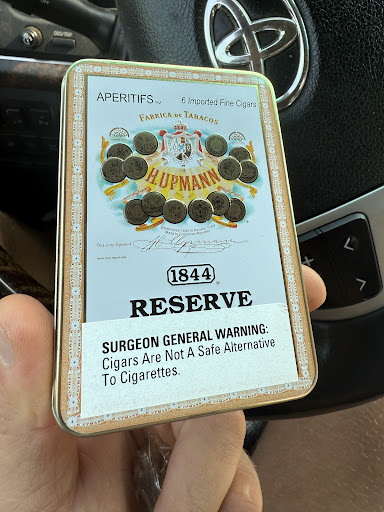 APERITIFS™ 6 Imported Fine Cigars
FABRICA DE TABACOS
H.UPMANN
1844
RESERVE
SURGEON GENERAL WARNING:
Cigars Are Not A Safe Alternative
To Cigarettes.